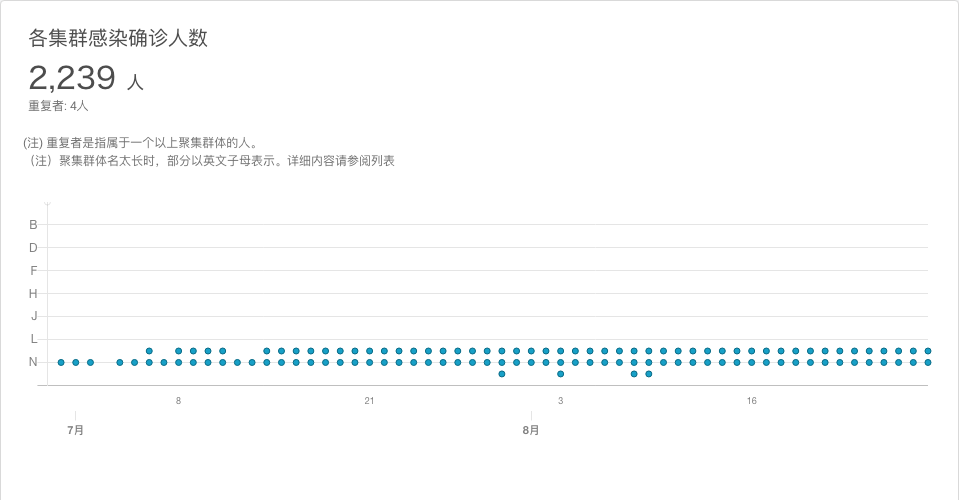 各集群感染确诊人数
2,239 人
重复者: 4人
(注) 重复者是指属于一个以上聚集群体的人。
（注）聚集群体名太长时，部分以英文子母表示。详细内容请参阅列表
B
D
F
H
J
L
N
8 21 3 16
7月 8月